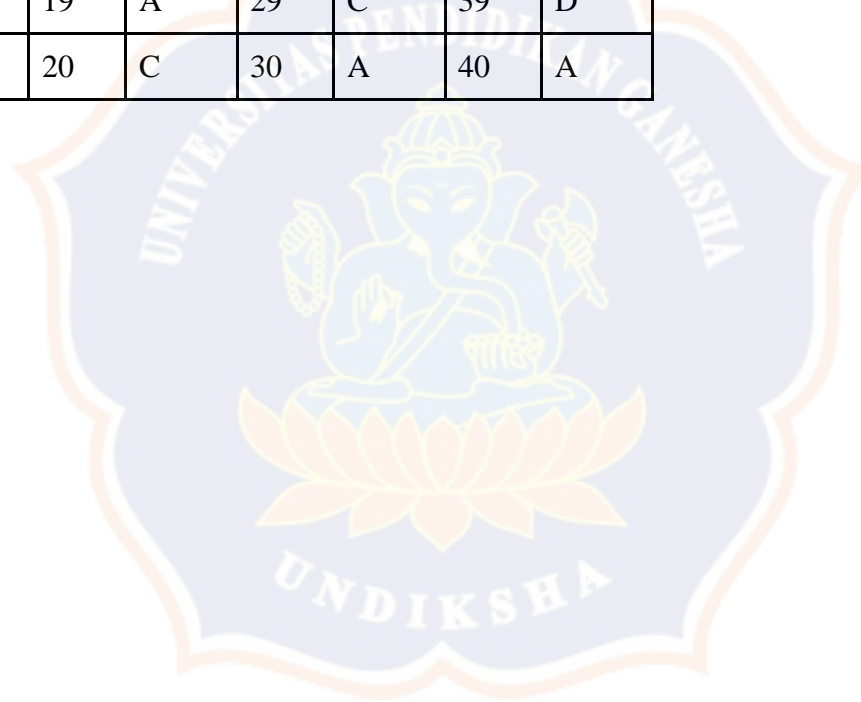 19 A 29 C 39 D
20 C 30 A 40 A
UNIVERSITAS PENDIDIKAN GANESHA
UNDIKSHA